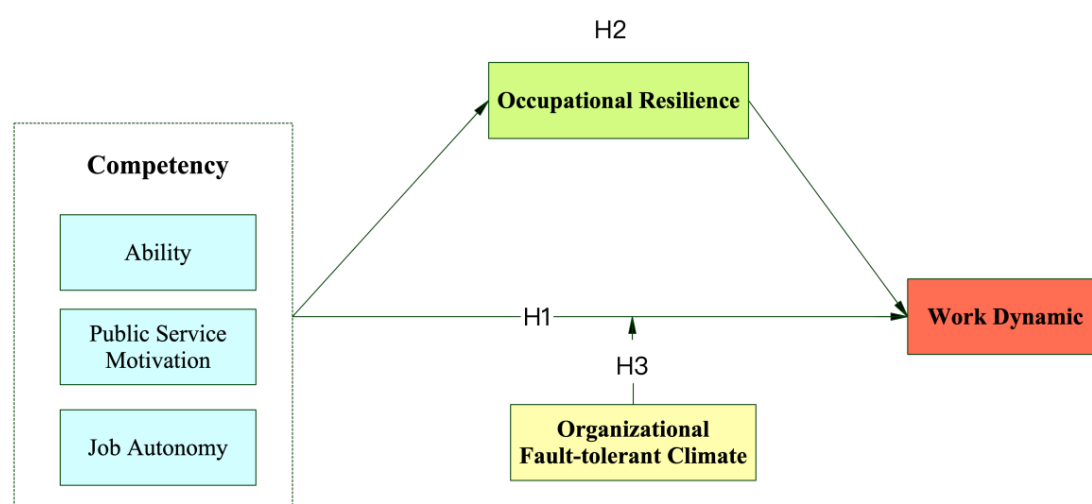 H2
Occupational Resilience
Competency
Ability
Public Service
Motivation
Job Autonomy
H1
Work Dynamic
H3
Organizational
Fault-tolerant Climate